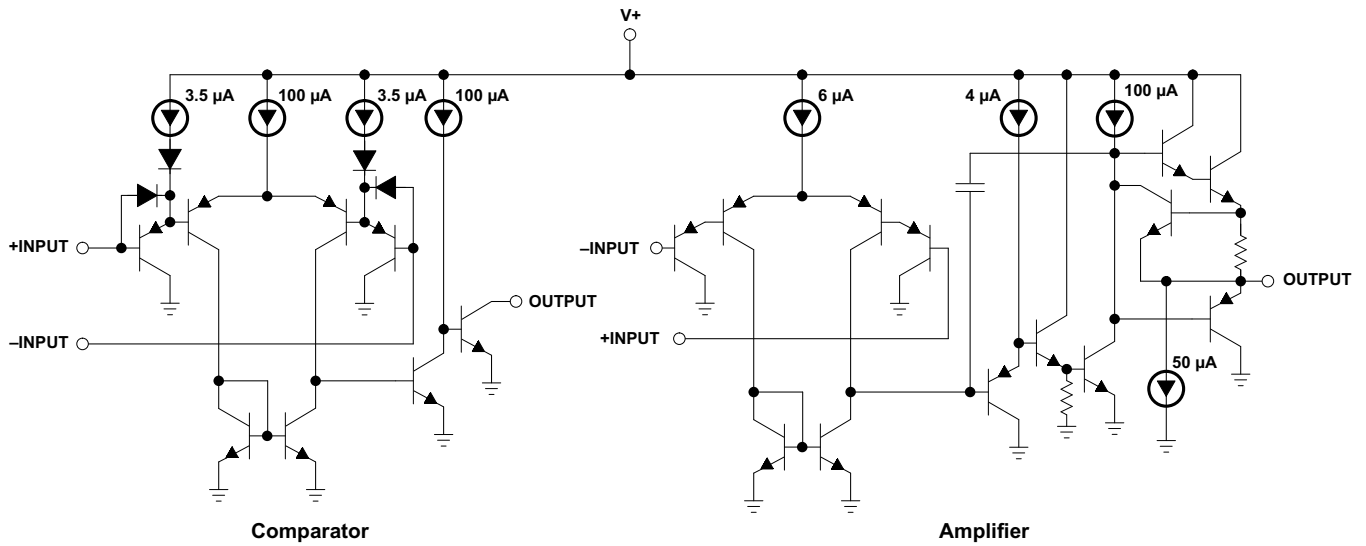 V+
3.5 µA
100 µA
3.5 µA
100 µA
6 µA
4 µA
100 µA
+INPUT
–INPUT
OUTPUT
–INPUT
+INPUT
OUTPUT
50 µA
Comparator
Amplifier